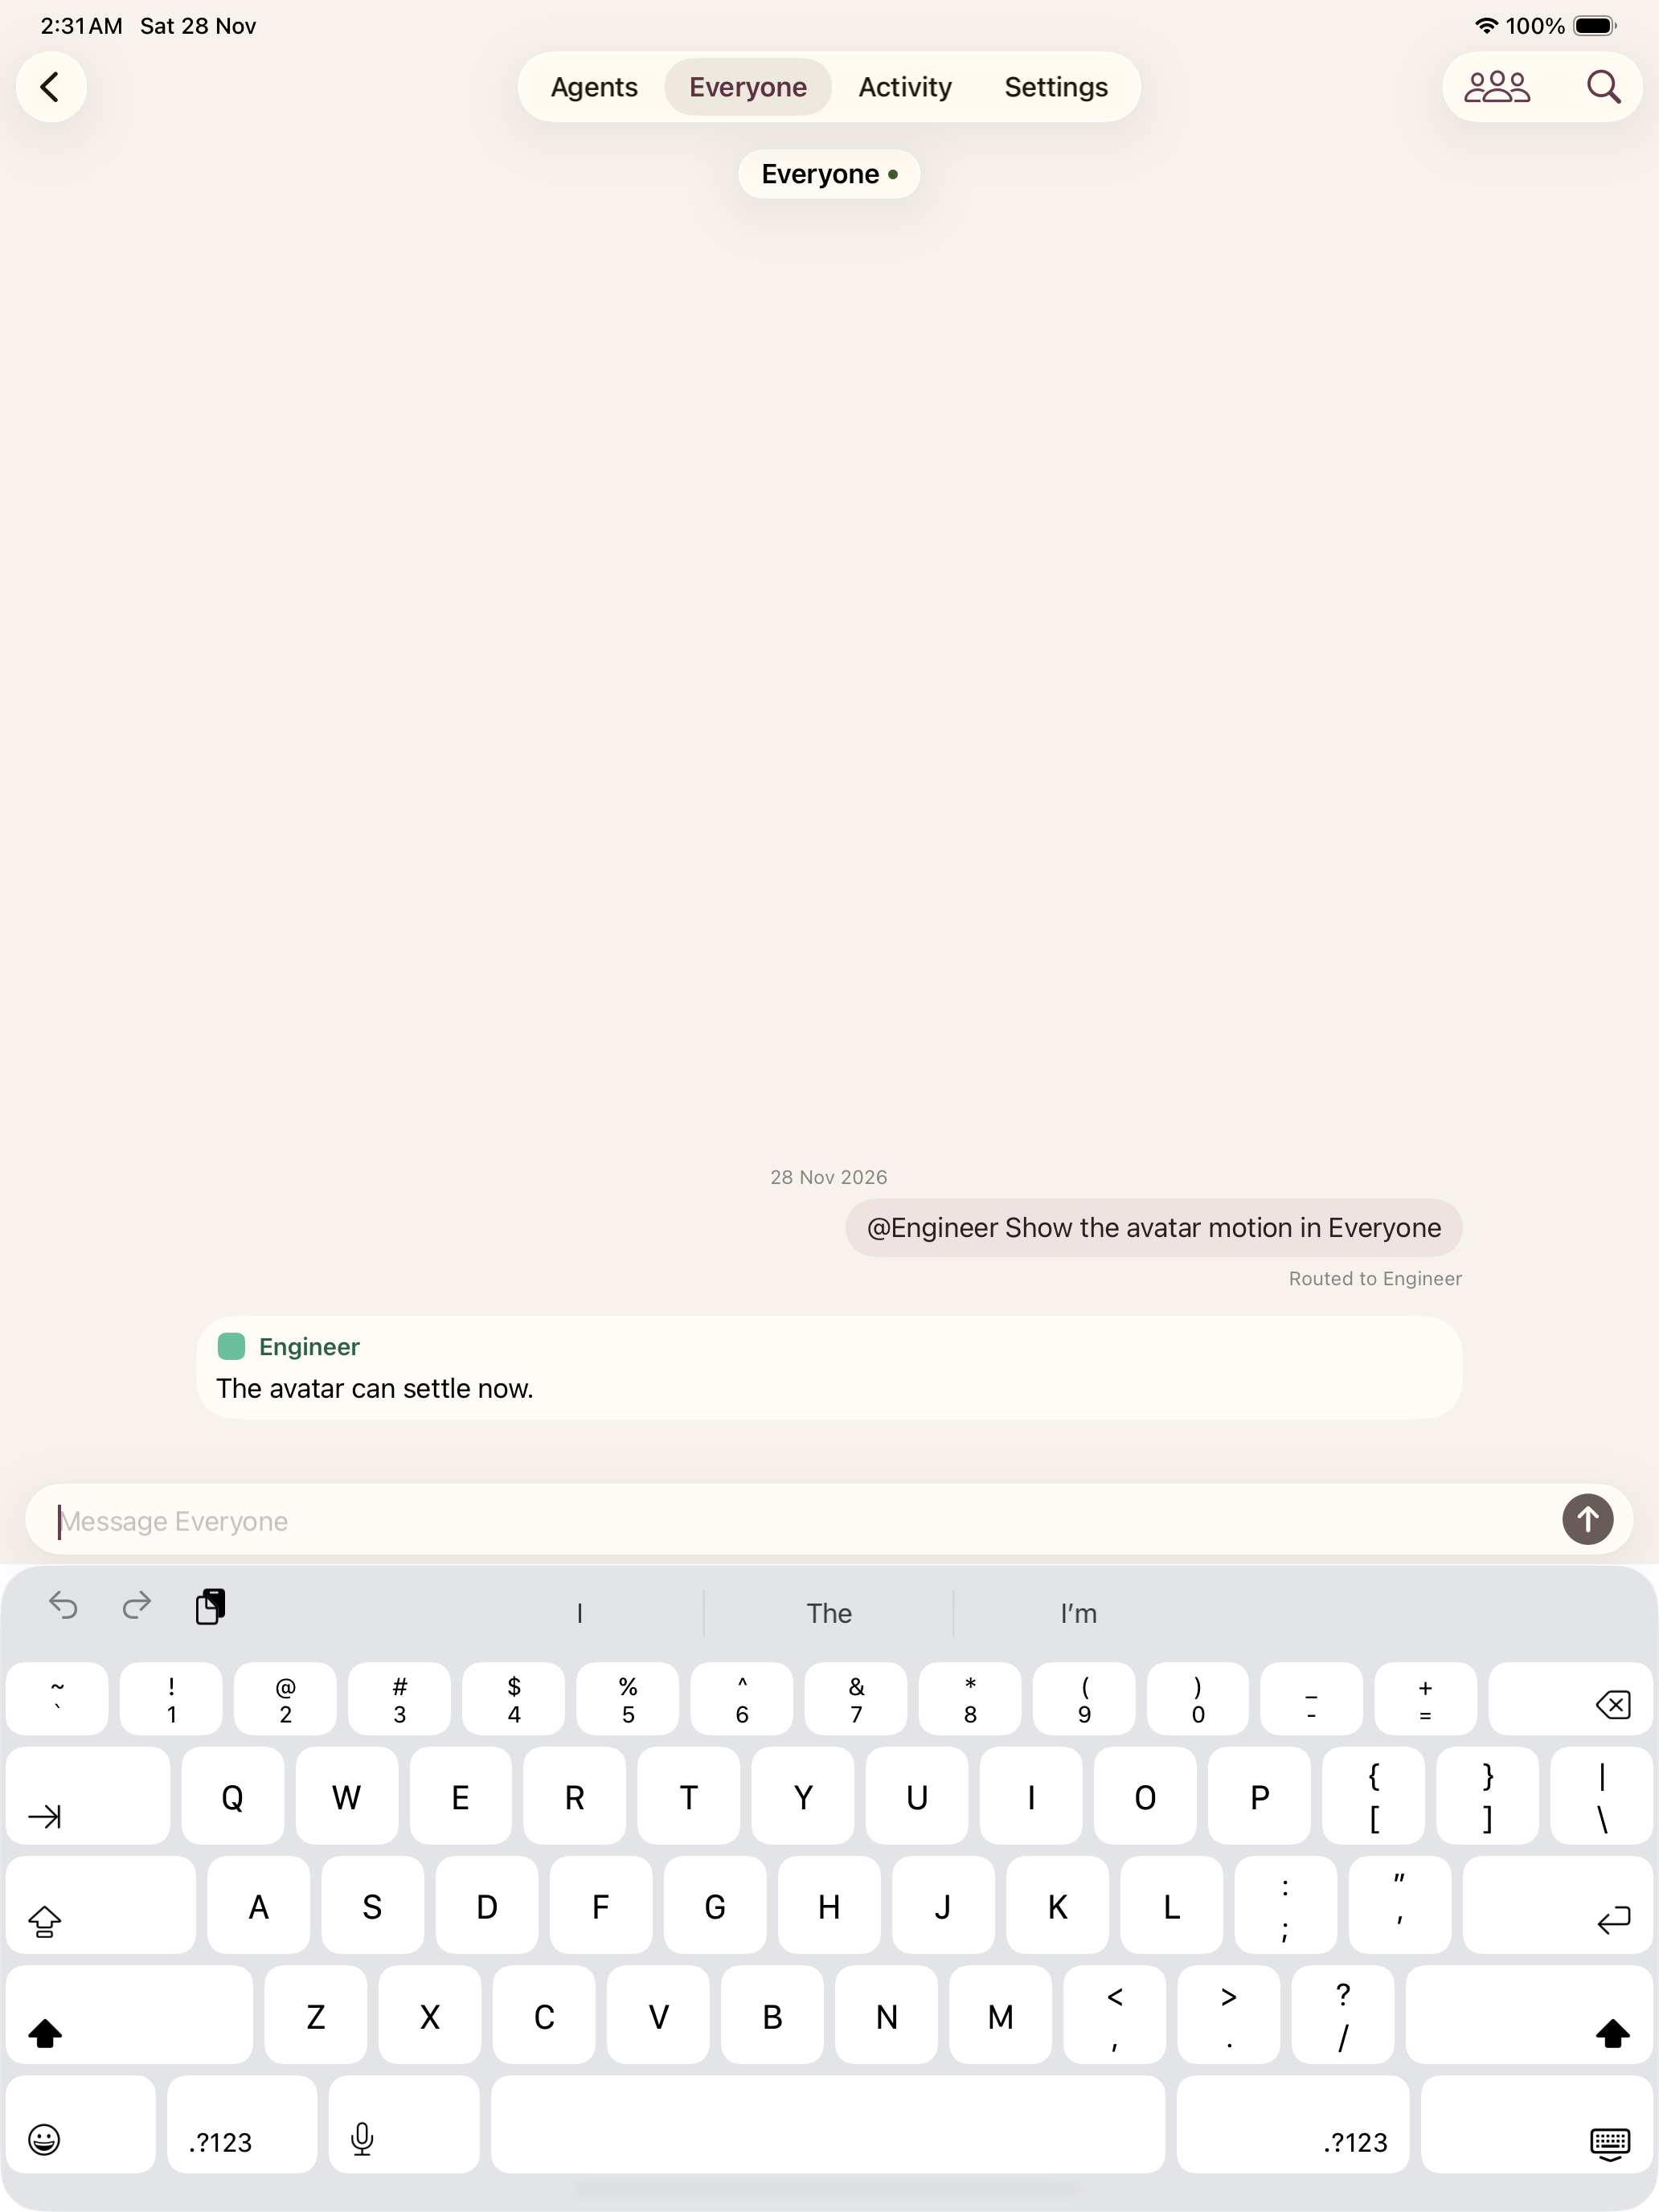 2:31 AM Sat 28 Nov 100%
Agents Everyone Activity Settings
Everyone
28 Nov 2026
@Engineer Show the avatar motion in Everyone
Routed to Engineer
Engineer
The avatar can settle now.
Message Everyone
I The I’m
~ ! @ # $ % ^ & * ( ) _ +
` 1 2 3 4 5 6 7 8 9 0 - =
Q W E R T Y U I O P { } |
[ ] \
A S D F G H J K L : "
; '
Z X C V B N M < > ?
, . /
.?123 .?123